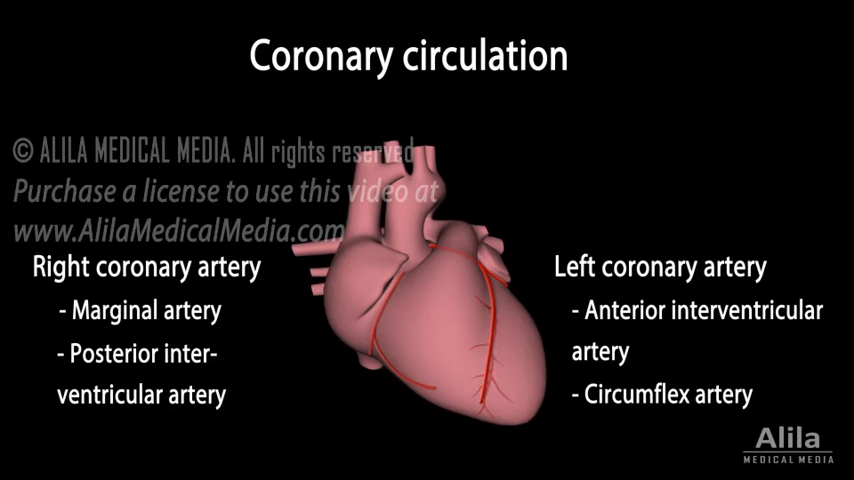 Coronary circulation
© ALILA MEDICAL MEDIA. All rights reserved
Purchase a license to use this video at
www.AlilaMedicalMedia.com
Right coronary artery
- Marginal artery
- Posterior inter-
ventricular artery
Left coronary artery
- Anterior interventricular
artery
- Circumflex artery
Alila
MEDICAL MEDIA